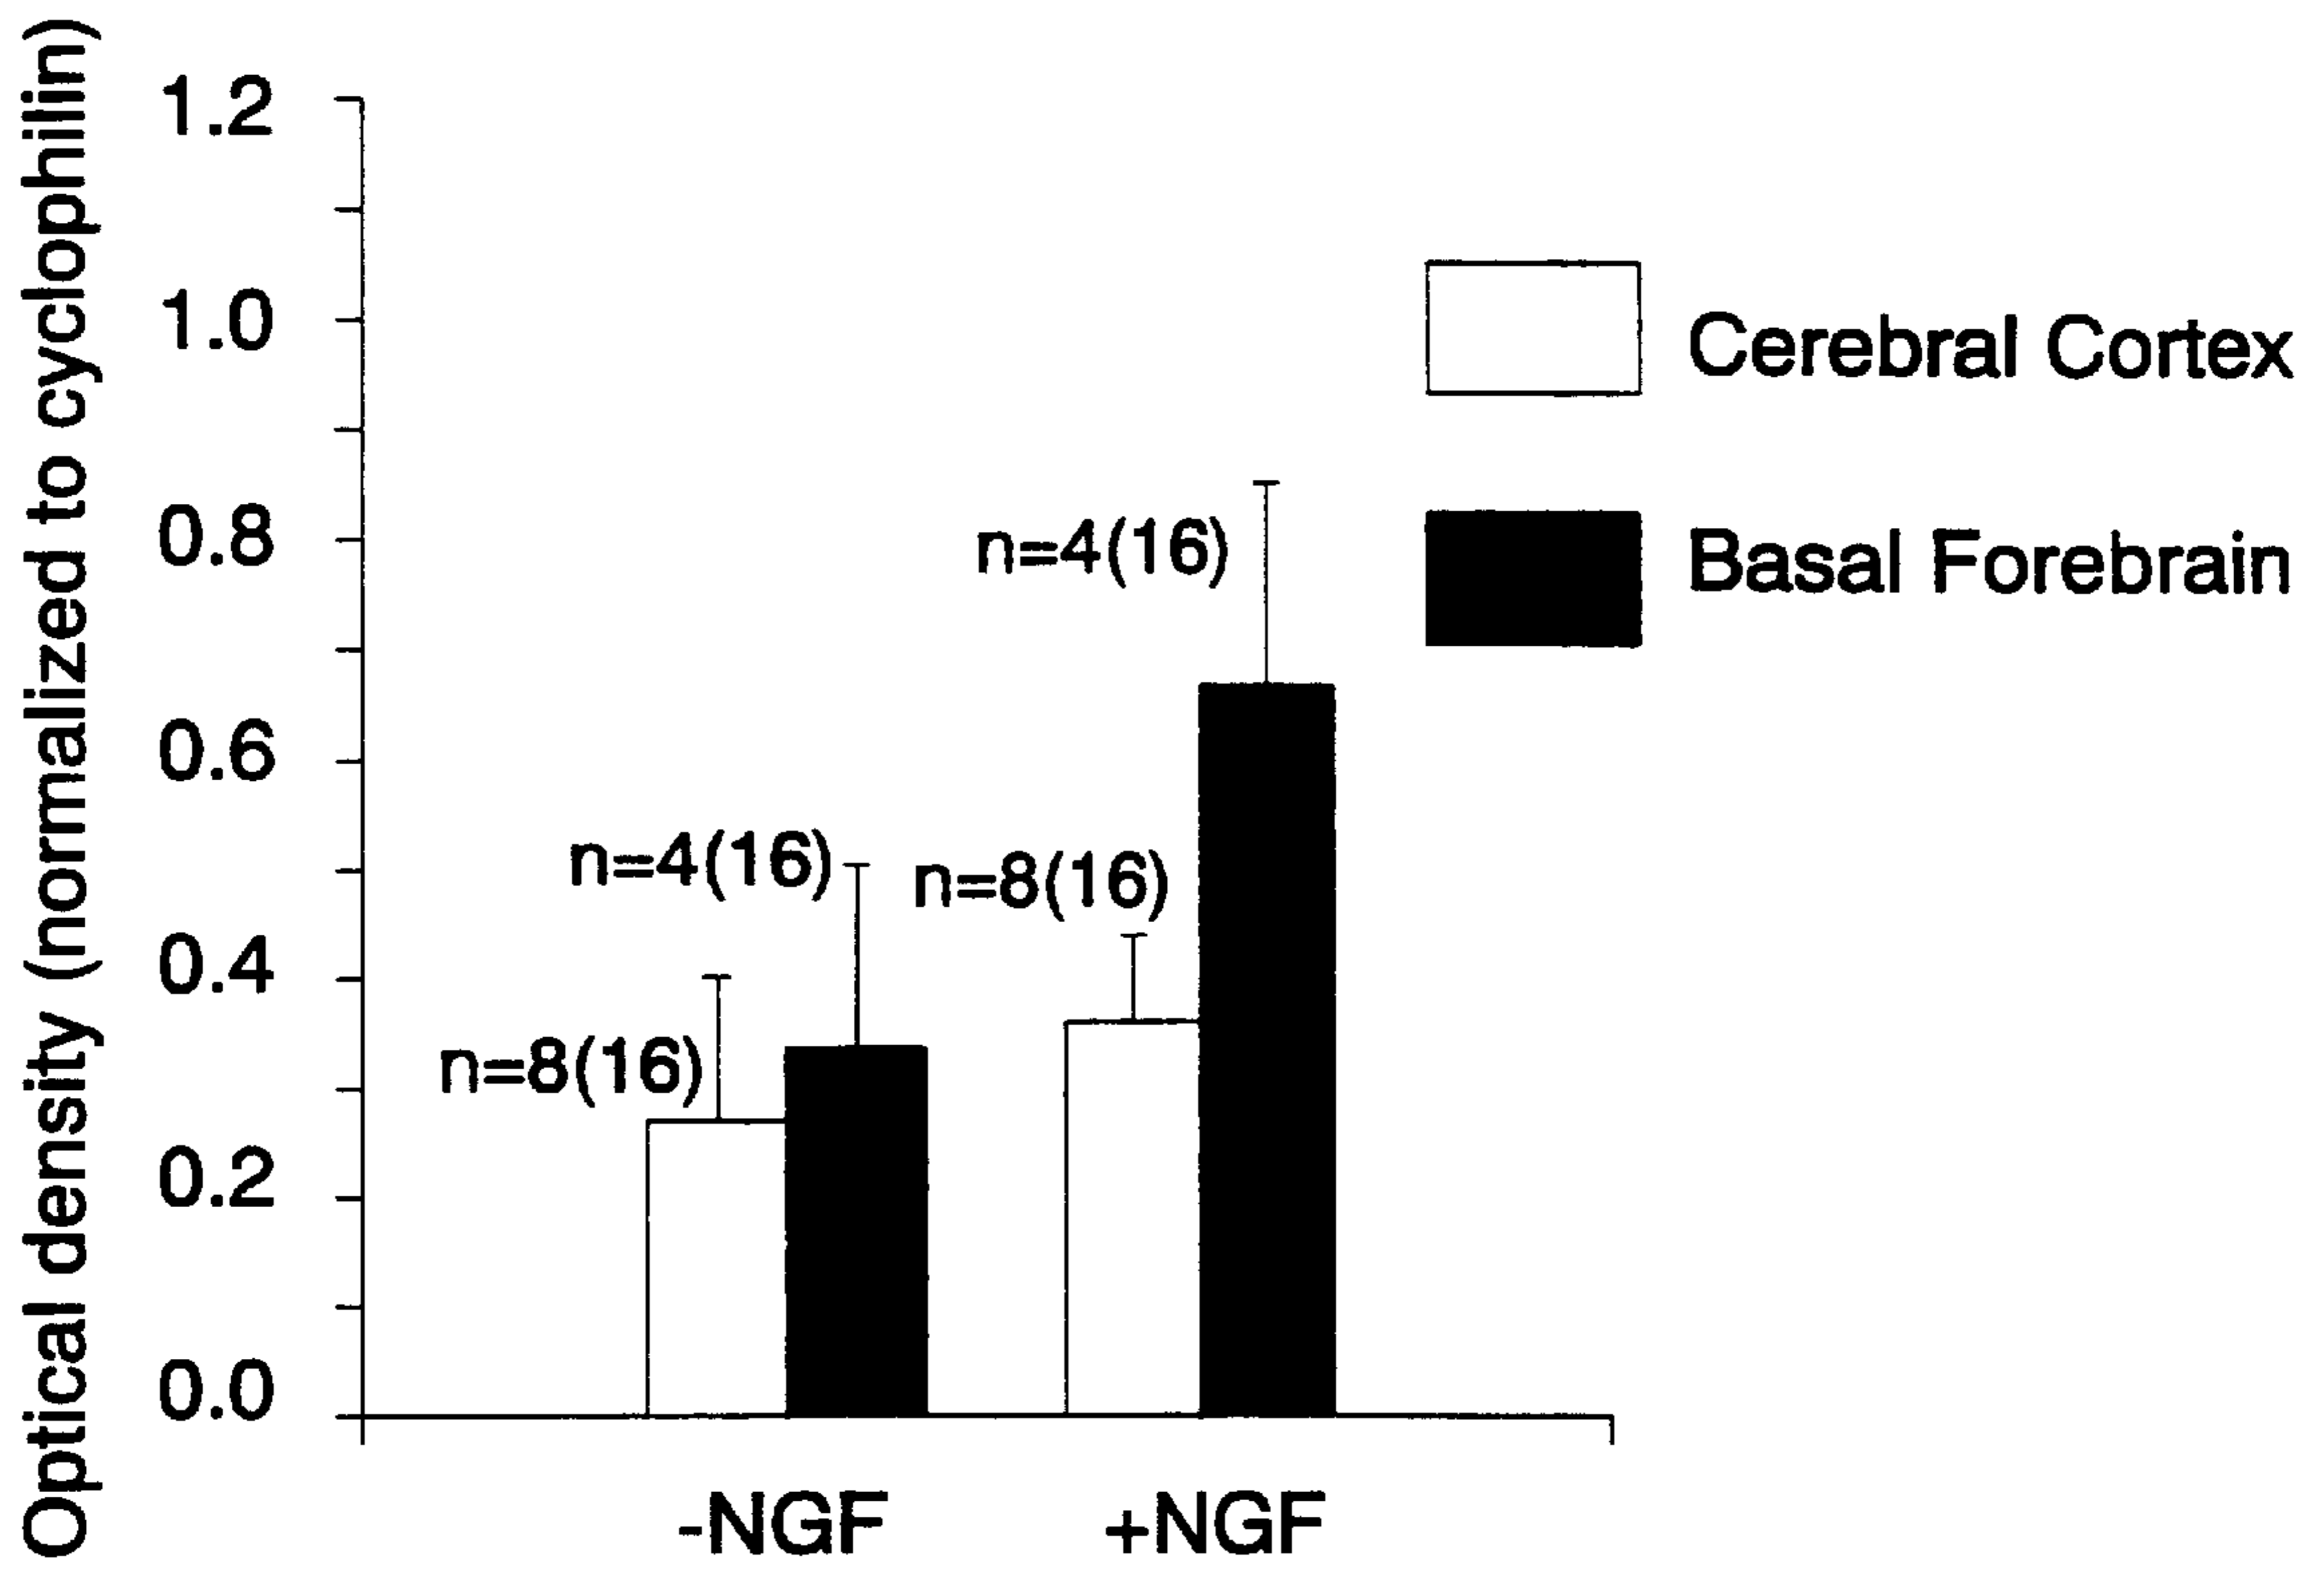 Optical density (normalized to cyclophilin)
1.2
1.0
0.8
0.6
0.4
0.2
0.0
n=8(16)
n=4(16)
n=8(16)
n=4(16)
Cerebral Cortex
Basal Forebrain
-NGF
+NGF